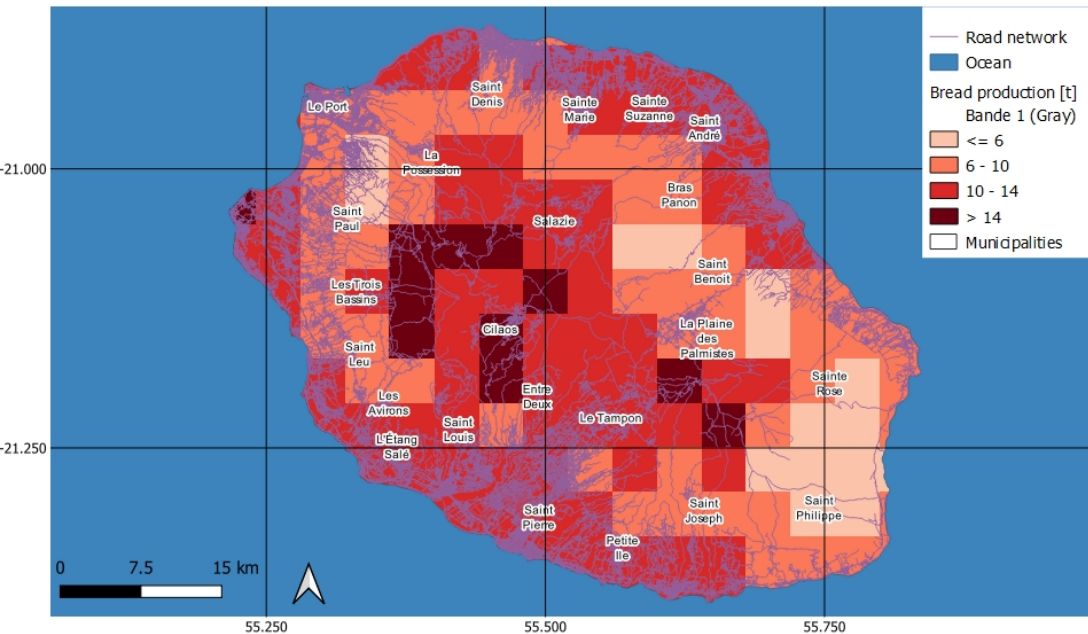 Road network
Ocean
Bread production [t]
Bande 1 (Gray)
<= 6
6 - 10
10 - 14
> 14
Municipalities
Le Port
Saint
Denis
Sainte
Marie
Sainte
Suzanne
Saint
André
La
Possession
-21.000
Bras
Panon
Saint
Paul
Salazie
Saint
Benoit
Les Trois
Bassins
Cilaos
La Plaine
des
Palmistes
Saint
Leu
Sainte
Rose
Les
Avirons
Entre
Deux
Le Tampon
Saint
Louis
L'Étang
Salé
-21.250
Saint
Pierre
Saint
Joseph
Saint
Philippe
Petite
Ile
0 7.5 15 km
55.250 55.500 55.750